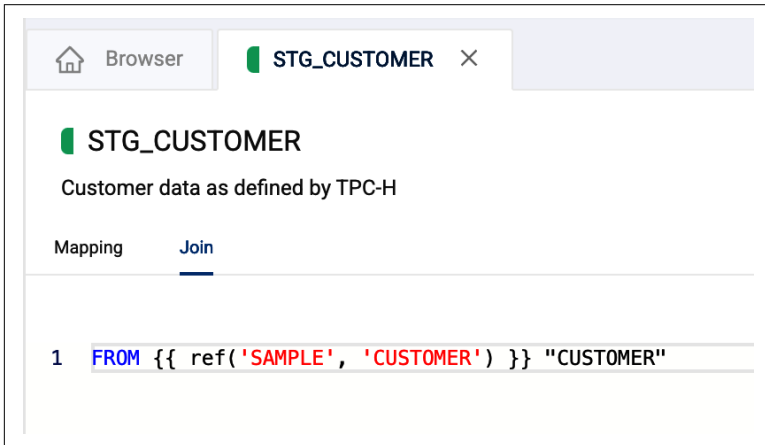 Browser STG_CUSTOMER
STG_CUSTOMER
Customer data as defined by TPC-H
Mapping Join
1 FROM {{ ref('SAMPLE', 'CUSTOMER') }} "CUSTOMER"